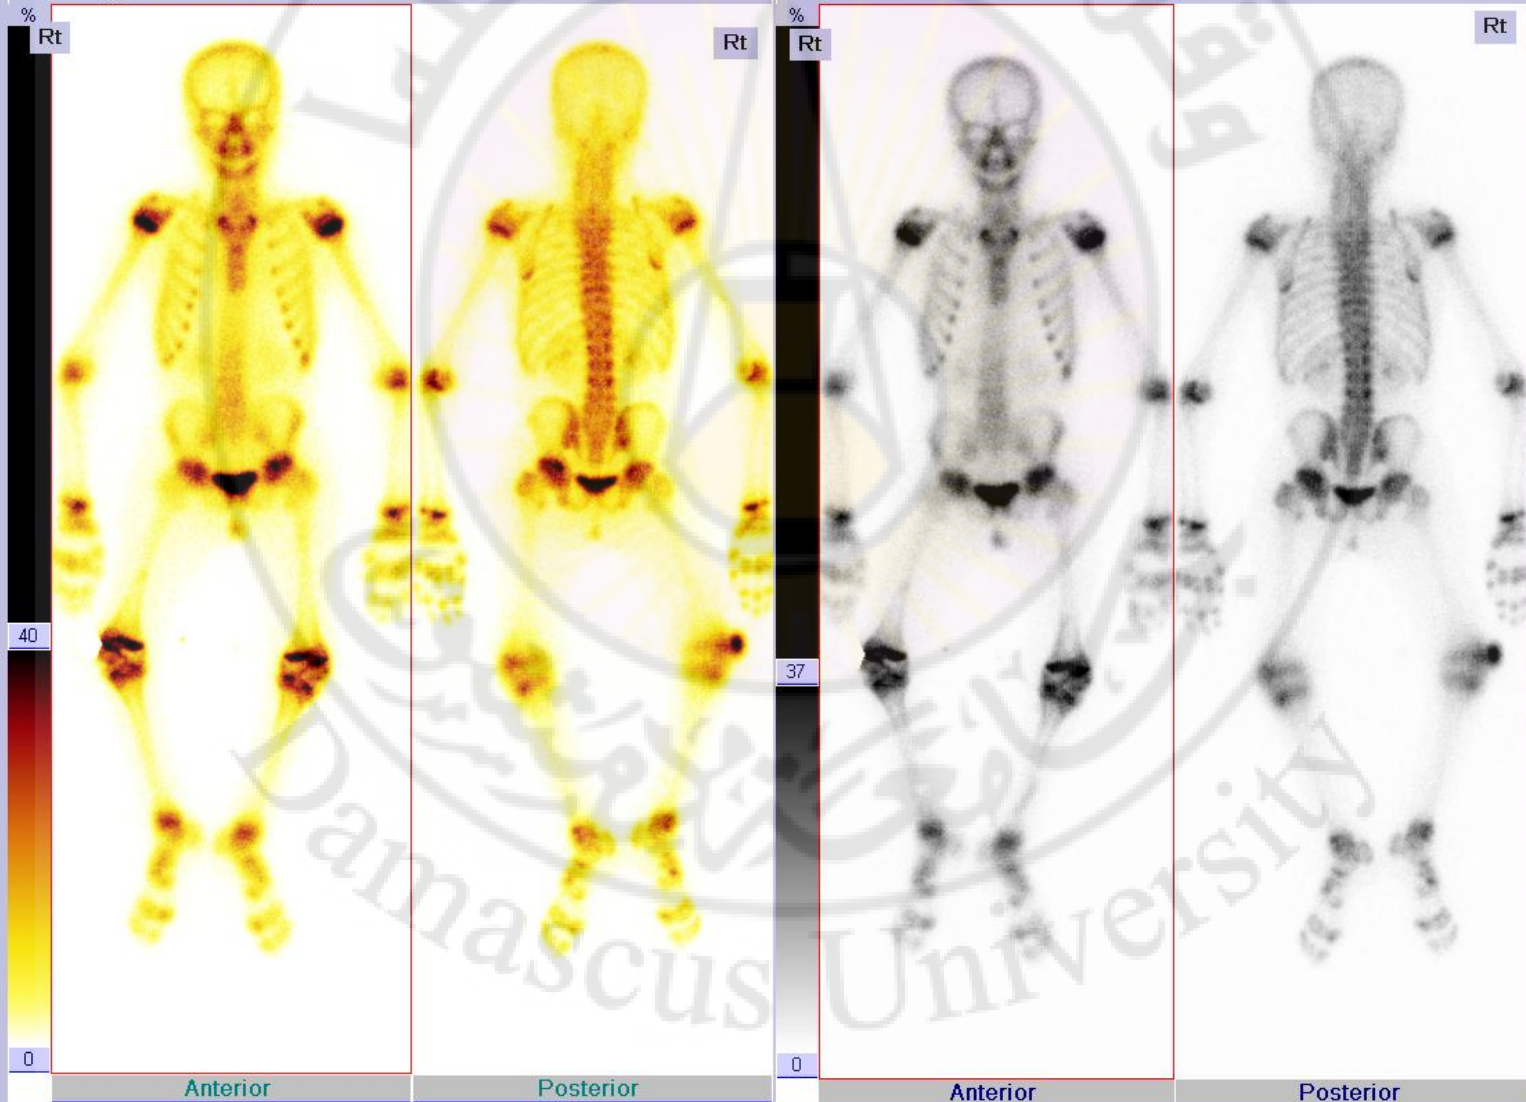 %
Rt
Rt
%
Rt
Rt
40
37
0
0
Anterior
Posterior
Anterior
Posterior
Damascus University